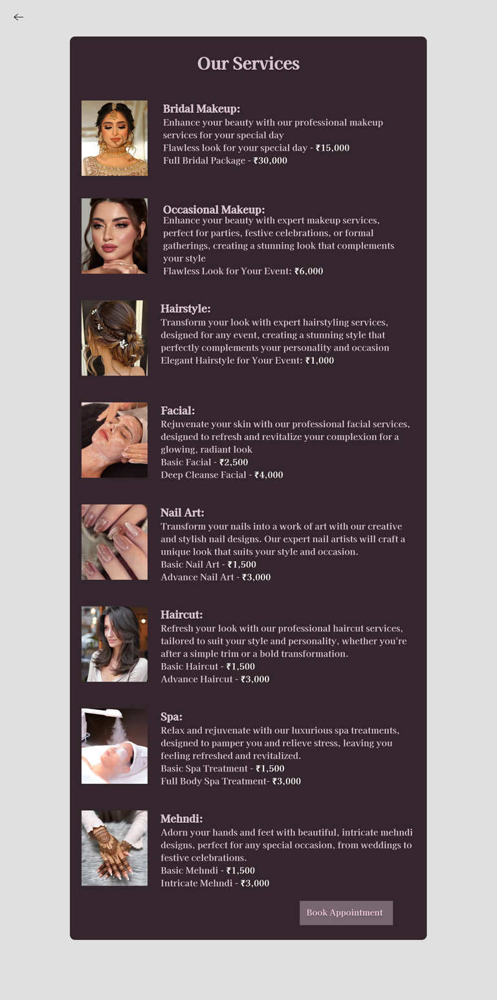 Our Services
Bridal Makeup:
Enhance your beauty with our professional makeup
services for your special day
Flawless look for your special day - ₹15,000
Full Bridal Package - ₹30,000
Occasional Makeup:
Enhance your beauty with expert makeup services,
perfect for parties, festive celebrations, or formal
gatherings, creating a stunning look that complements
your style
Flawless Look for Your Event: ₹6,000
Hairstyle:
Transform your look with expert hairstyling services,
designed for any event, creating a stunning style that
perfectly complements your personality and occasion
Elegant Hairstyle for Your Event: ₹1,000
Facial:
Rejuvenate your skin with our professional facial services,
designed to refresh and revitalize your complexion for a
glowing, radiant look
Basic Facial - ₹2,500
Deep Cleanse Facial - ₹4,000
Nail Art:
Transform your nails into a work of art with our creative
and stylish nail designs. Our expert nail artists will craft a
unique look that suits your style and occasion.
Basic Nail Art - ₹1,500
Advance Nail Art - ₹3,000
Haircut:
Refresh your look with our professional haircut services,
tailored to suit your style and personality, whether you're
after a simple trim or a bold transformation.
Basic Haircut - ₹1,500
Advance Haircut - ₹3,000
Spa:
Relax and rejuvenate with our luxurious spa treatments,
designed to pamper you and relieve stress, leaving you
feeling refreshed and revitalized.
Basic Spa Treatment - ₹1,500
Full Body Spa Treatment- ₹3,000
Mehndi:
Adorn your hands and feet with beautiful, intricate mehndi
designs, perfect for any special occasion, from weddings to
festive celebrations.
Basic Mehndi - ₹1,500
Intricate Mehndi - ₹3,000
Book Appointment